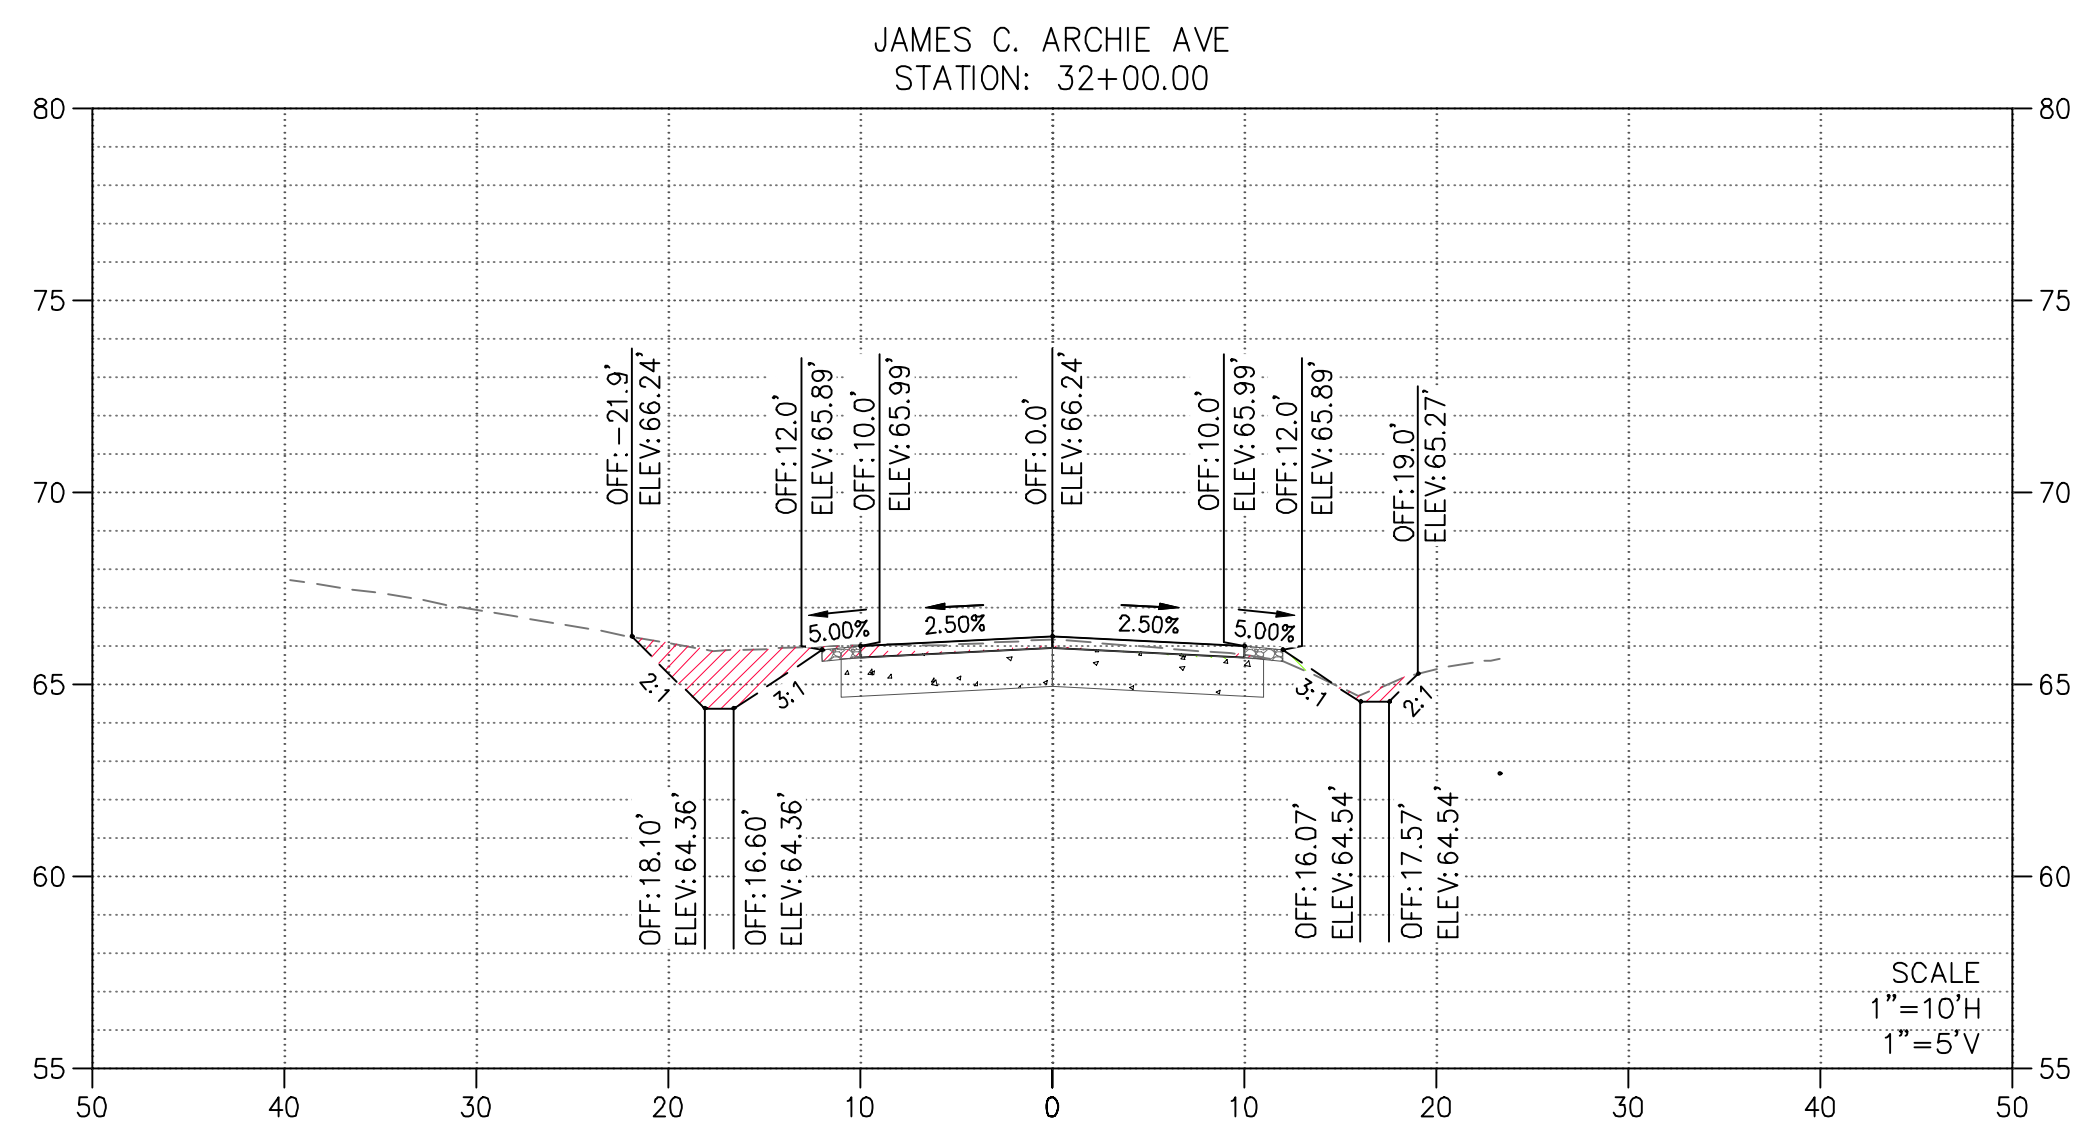 JAMES C. ARCHIE AVE
STATION: 32+00.00
80
80
75
75
70
70
65
65
60
60
55
55
OFF:-21.9'
ELEV:66.24'
OFF:12.0'
ELEV:65.89'
OFF:10.0'
ELEV:65.99'
OFF:0.0'
ELEV:66.24'
OFF:10.0'
ELEV:65.99'
OFF:12.0'
ELEV:65.89'
OFF:19.0'
ELEV:65.27'
5.00%
2.50%
2.50%
5.00%
2:1
3:1
3:1
2:1
OFF:18.10'
ELEV:64.36'
OFF:16.60'
ELEV:64.36'
OFF:16.07'
ELEV:64.54'
OFF:17.57'
ELEV:64.54'
SCALE
1"=10'H
1"=5'V
50
40
30
20
10
0
10
20
30
40
50